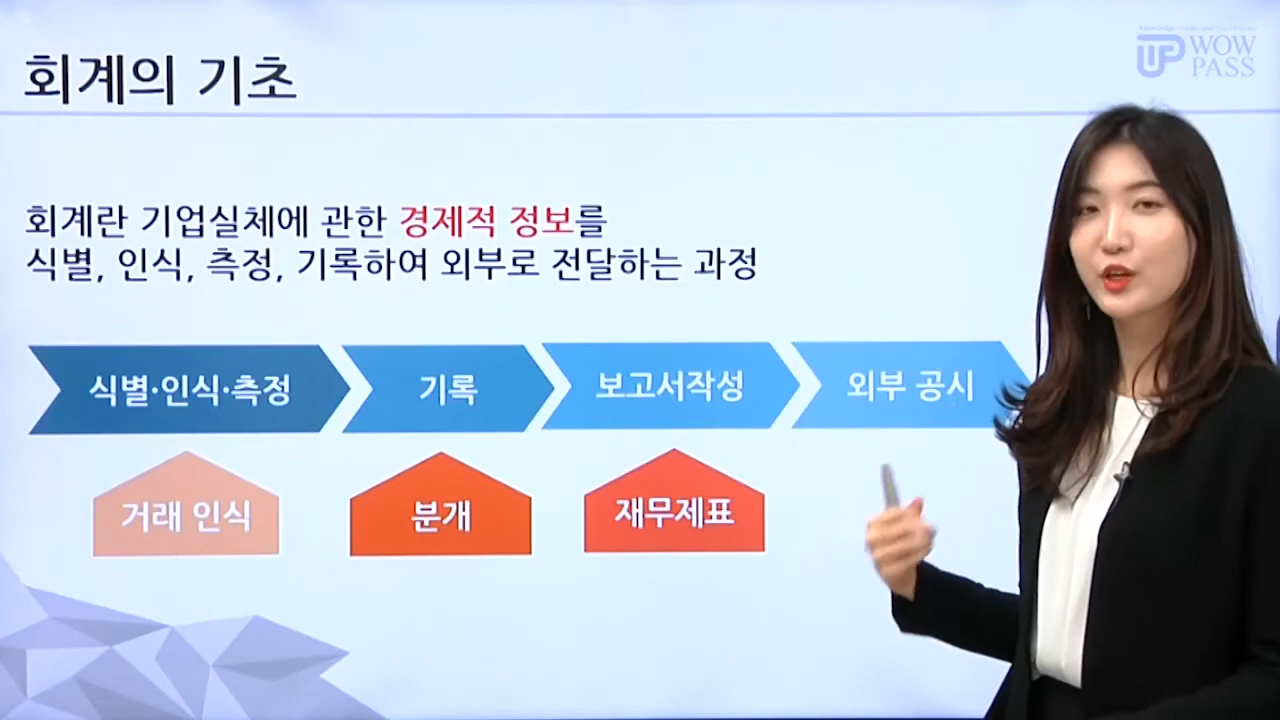 회계의 기초
UP WOW
PASS
회계란 기업실체에 관한 경제적 정보를
식별, 인식, 측정, 기록하여 외부로 전달하는 과정
식별·인식·측정
기록
보고서작성
외부 공시
거래 인식
분개
재무제표